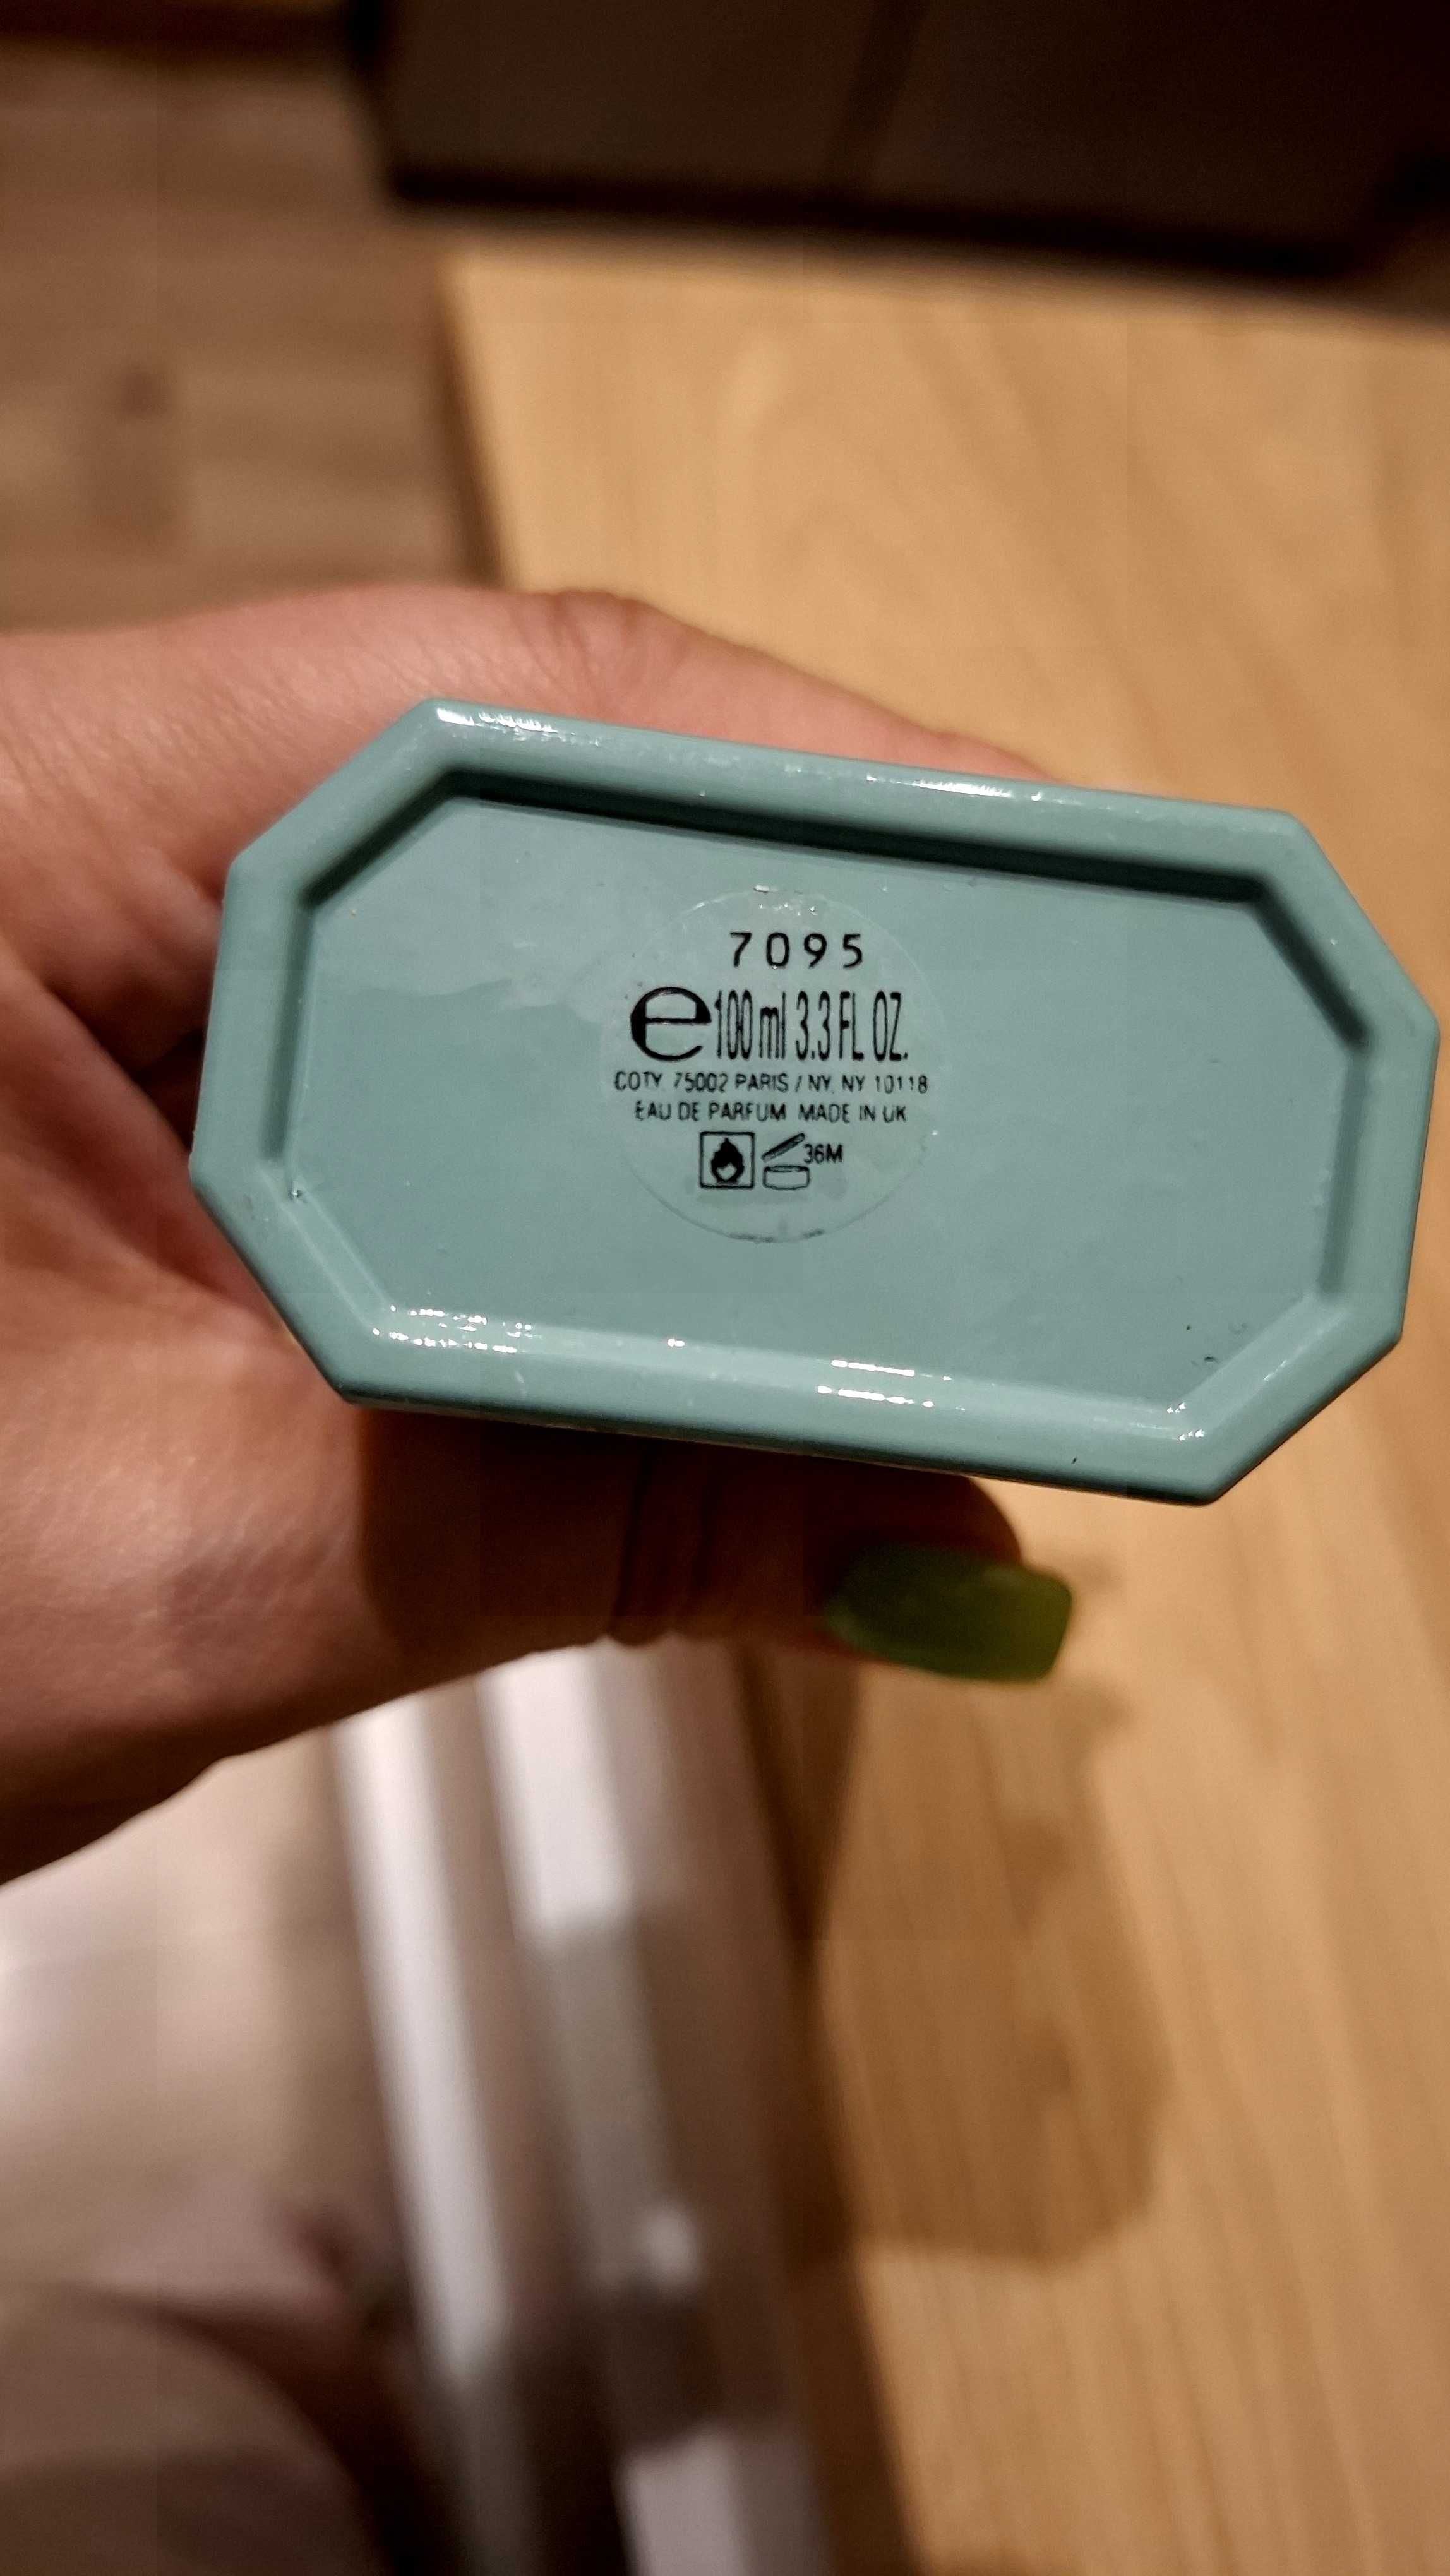 7095
e 100 ml 3.3 FL OZ.
COTY 75002 PARIS / NY, NY 10118
EAU DE PARFUM MADE IN UK
36M